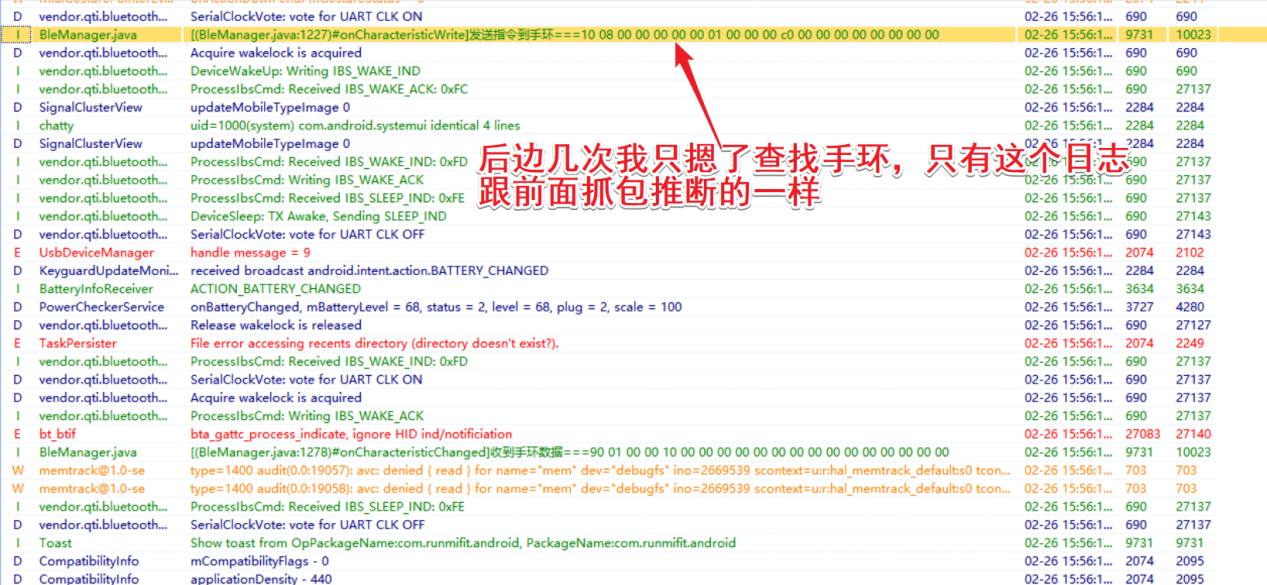 D vendor.qti.bluetooth... SerialClockVote: vote for UART CLK ON 02-26 15:56:1... 690 690
I BleManager.java [(BleManager.java:1227)#onCharacteristicWrite]发送指令到手环===10 08 00 00 00 00 00 01 00 00 00 c0 00 00 00 00 00 00 00 00 02-26 15:56:1... 9731 10023
D vendor.qti.bluetooth... Acquire wakelock is acquired 02-26 15:56:1... 690 690
I vendor.qti.bluetooth... DeviceWakeUp: Writing IBS_WAKE_IND 02-26 15:56:1... 690 690
I vendor.qti.bluetooth... ProcessIbsCmd: Received IBS_WAKE_ACK: 0xFC 02-26 15:56:1... 690 27137
D SignalClusterView updateMobileTypeImage 0 02-26 15:56:1... 2284 2284
I chatty uid=1000(system) com.android.systemui identical 4 lines 02-26 15:56:1... 2284 2284
D SignalClusterView updateMobileTypeImage 0 2284 2284
后边几次我只摁了查找手环，只有这个日志
跟前面抓包推断的一样
I vendor.qti.bluetooth... ProcessIbsCmd: Received IBS_WAKE_IND: 0xFD 690 27137
I vendor.qti.bluetooth... ProcessIbsCmd: Writing IBS_WAKE_ACK 02-26 15:56:1... 690 27137
I vendor.qti.bluetooth... ProcessIbsCmd: Received IBS_SLEEP_IND: 0xFE 02-26 15:56:1... 690 27137
I vendor.qti.bluetooth... DeviceSleep: TX Awake, Sending SLEEP_IND 02-26 15:56:1... 690 27143
D vendor.qti.bluetooth... SerialClockVote: vote for UART CLK OFF 02-26 15:56:1... 690 27143
E UsbDeviceManager handle message = 9 02-26 15:56:1... 2074 2102
D KeyguardUpdateMoni... received broadcast android.intent.action.BATTERY_CHANGED 02-26 15:56:1... 2284 2284
I BatteryInfoReceiver ACTION_BATTERY_CHANGED 02-26 15:56:1... 3634 3634
D PowerCheckerService onBatteryChanged, mBatteryLevel = 68, status = 2, level = 68, plug = 2, scale = 100 02-26 15:56:1... 3727 4280
D vendor.qti.bluetooth... Release wakelock is released 02-26 15:56:1... 690 27127
E TaskPersister File error accessing recents directory (directory doesn't exist?). 02-26 15:56:1... 2074 2249
I vendor.qti.bluetooth... ProcessIbsCmd: Received IBS_WAKE_IND: 0xFD 02-26 15:56:1... 690 27137
D vendor.qti.bluetooth... SerialClockVote: vote for UART CLK ON 02-26 15:56:1... 690 27137
D vendor.qti.bluetooth... Acquire wakelock is acquired 02-26 15:56:1... 690 27137
I vendor.qti.bluetooth... ProcessIbsCmd: Writing IBS_WAKE_ACK 02-26 15:56:1... 690 27137
E bt_btif bta_gattc_process_indicate, ignore HID ind/notificiation 02-26 15:56:1... 27083 27140
I BleManager.java [(BleManager.java:1278)#onCharacteristicChanged]收到手环数据===90 01 00 00 10 00 00 00 00 00 00 00 00 00 00 00 00 00 00 00 02-26 15:56:1... 9731 10023
W memtrack@1.0-se type=1400 audit(0.0:19057): avc: denied { read } for name="mem" dev="debugfs" ino=2669539 scontext=u:r:hal_memtrack_default:s0 tcon... 02-26 15:56:1... 703 703
W memtrack@1.0-se type=1400 audit(0.0:19058): avc: denied { read } for name="mem" dev="debugfs" ino=2669539 scontext=u:r:hal_memtrack_default:s0 tcon... 02-26 15:56:1... 703 703
I vendor.qti.bluetooth... ProcessIbsCmd: Received IBS_SLEEP_IND: 0xFE 02-26 15:56:1... 690 27137
D vendor.qti.bluetooth... SerialClockVote: vote for UART CLK OFF 02-26 15:56:1... 690 27137
I Toast Show toast from OpPackageName:com.runmifit.android, PackageName:com.runmifit.android 02-26 15:56:1... 9731 9731
D CompatibilityInfo mCompatibilityFlags - 0 02-26 15:56:1... 2074 2095
D CompatibilityInfo applicationDensity - 440 02-26 15:56:1... 2074 2095